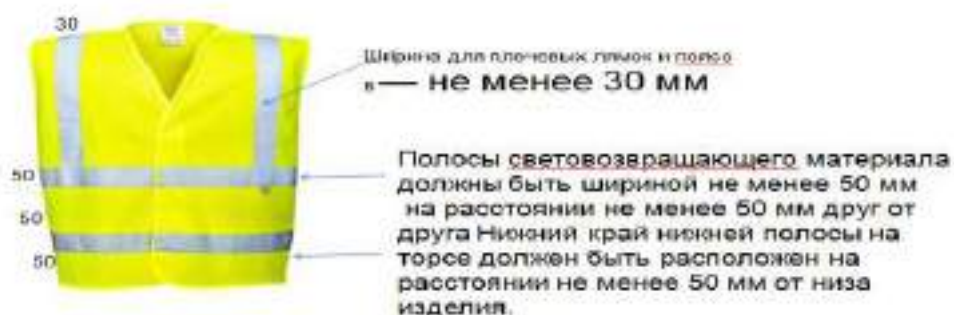 30
Ширина для плечевых лямок и полос
в — не менее 30 мм
50
50
50
Полосы световозвращающего материала
должны быть шириной не менее 50 мм
на расстоянии не менее 50 мм друг от
друга Нижний край нижней полосы на
торсе должен быть расположен на
расстоянии не менее 50 мм от низа
изделия.